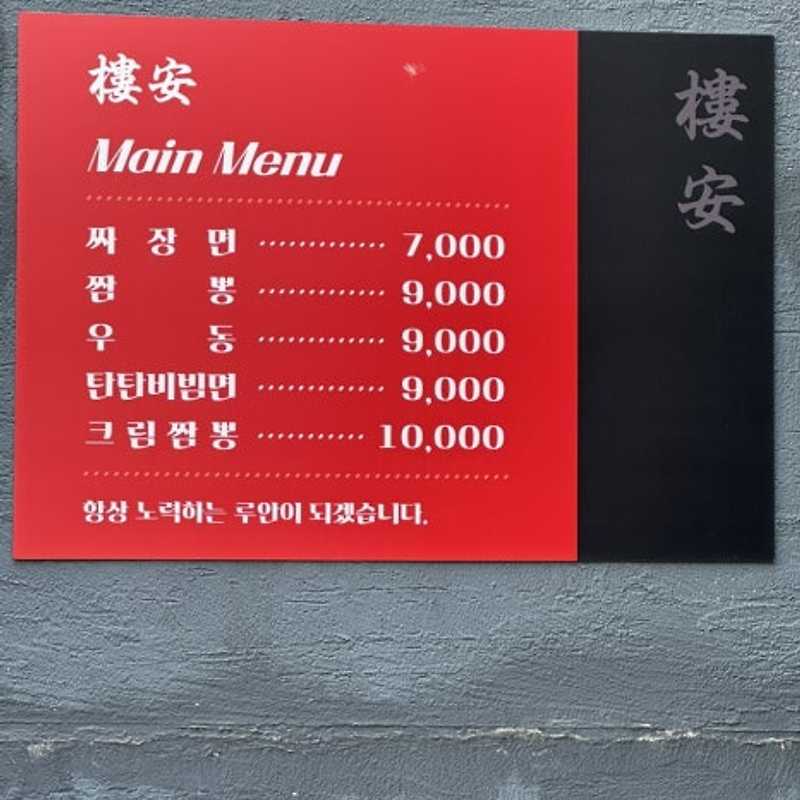 樓安
Main Menu
짜 장 면 ············· 7,000
짬 뽕 ············· 9,000
우 동 ············· 9,000
탄탄비빔면 ············· 9,000
크림짬뽕 ··········· 10,000
항상 노력하는 루안이 되겠습니다.
樓
安